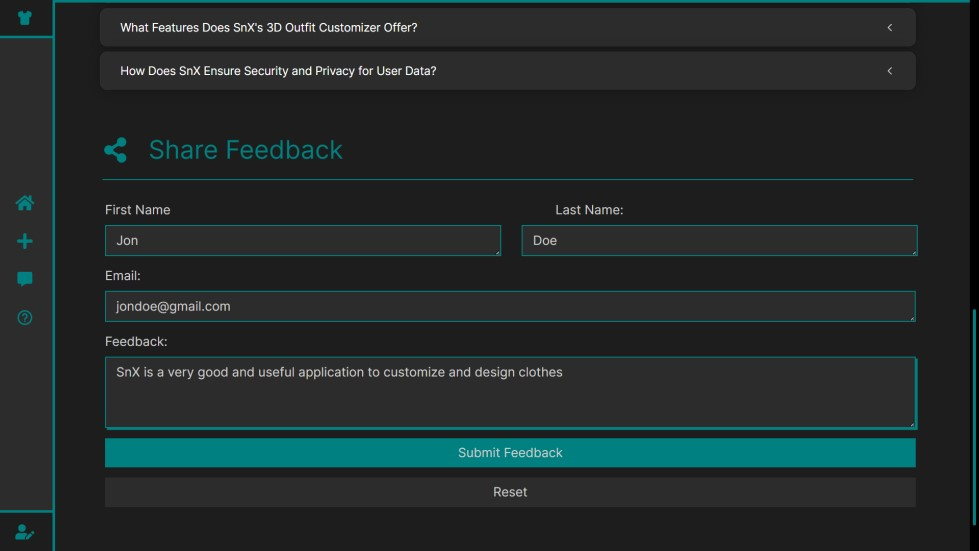 What Features Does SnX's 3D Outfit Customizer Offer?
How Does SnX Ensure Security and Privacy for User Data?
Share Feedback
First Name
Last Name:
Jon
Doe
Email:
jondoe@gmail.com
Feedback:
SnX is a very good and useful application to customize and design clothes
Submit Feedback
Reset